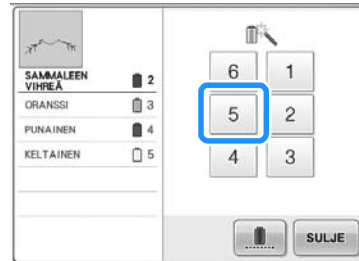 SAMMALEEN
VIHREÄ 2
ORANSSI 3
PUNAINEN 4
KELTAINEN 5
6 1
5 2
4 3
SULJE